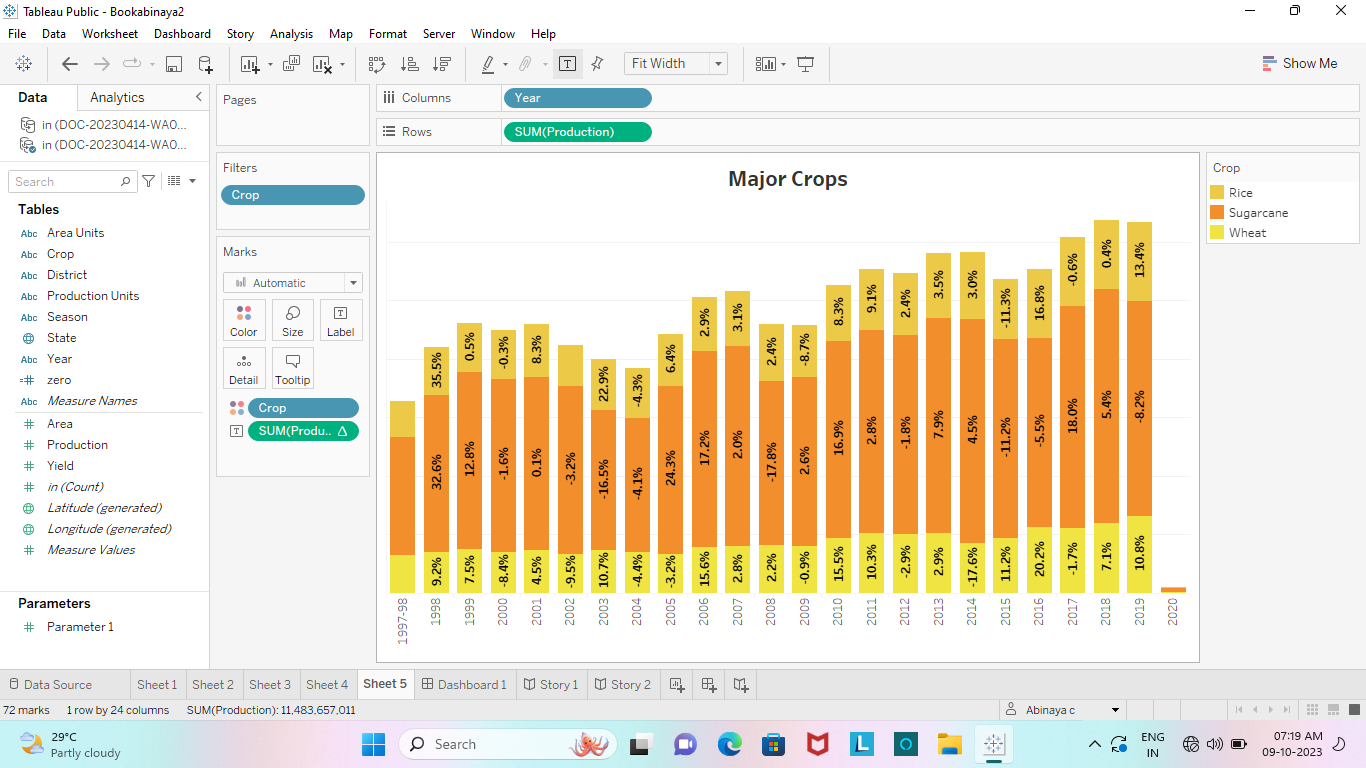 Tableau Public - Bookabinaya2
File Data Worksheet Dashboard Story Analysis Map Format Server Window Help
Fit Width
Show Me
Data Analytics
in (DOC-20230414-WA0...
in (DOC-20230414-WA0...
Search
Tables
Abc Area Units
Abc Crop
Abc District
Abc Production Units
Abc Season
State
Abc Year
=# zero
Abc Measure Names
# Area
# Production
# Yield
# in (Count)
Latitude (generated)
Longitude (generated)
# Measure Values
Parameters
# Parameter 1
Pages
Filters
Crop
Marks
Automatic
Color Size Label
Detail Tooltip
Crop
SUM(Produ.. △
Columns Year
Rows SUM(Production)
Major Crops
35.5% 0.5% -0.3% 8.3% 22.9% -4.3% 6.4% 2.9% 3.1% 2.4% -8.7% 8.3% 9.1% 2.4% 3.5% 3.0% -11.3% 16.8% -0.6% 0.4% 13.4%
32.6% 12.8% -1.6% 0.1% -3.2% -16.5% -4.1% 24.3% 17.2% 2.0% -17.8% 2.6% 16.9% 2.8% -1.8% 7.9% 4.5% -11.2% -5.5% 18.0% 5.4% -8.2%
9.2% 7.5% -8.4% 4.5% -9.5% 10.7% -4.4% -3.2% 15.6% 2.8% 2.2% -0.9% 15.5% 10.3% -2.9% 2.9% -17.6% 11.2% 20.2% -1.7% 7.1% 10.8%
1997-98 1998 1999 2000 2001 2002 2003 2004 2005 2006 2007 2008 2009 2010 2011 2012 2013 2014 2015 2016 2017 2018 2019 2020
Crop
Rice
Sugarcane
Wheat
Data Source Sheet 1 Sheet 2 Sheet 3 Sheet 4 Sheet 5 Dashboard 1 Story 1 Story 2
72 marks 1 row by 24 columns SUM(Production): 11,483,657,011 Abinaya c
29°C
Partly cloudy
Search
L
ENG
IN
07:19 AM
09-10-2023